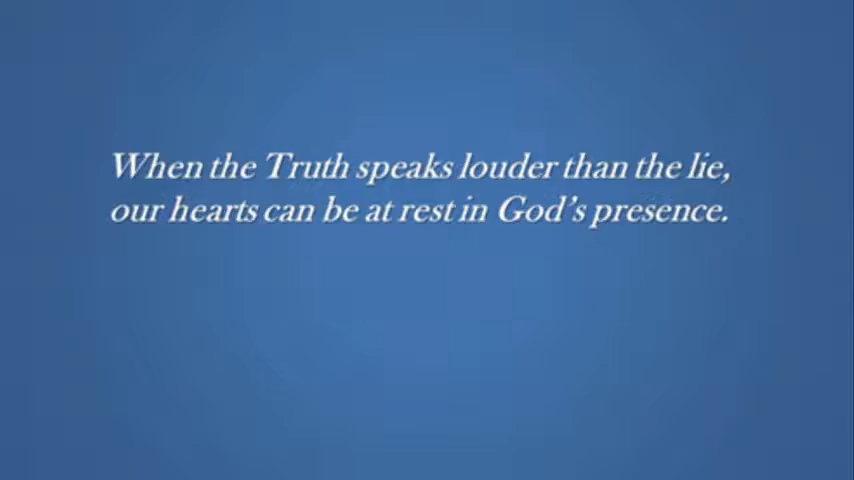 When the Truth speaks louder than the lie,
our hearts can be at rest in God’s presence.